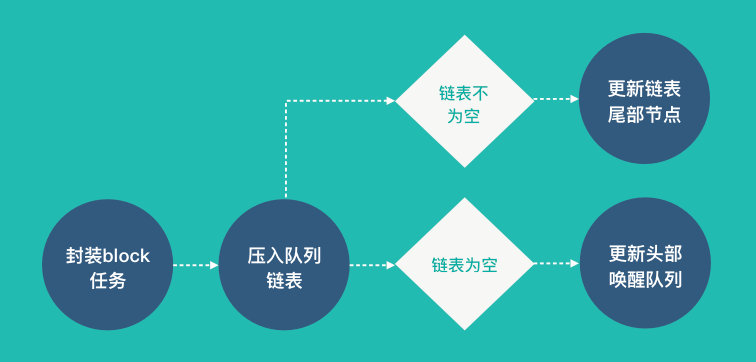 链表不
为空
更新链表
尾部节点
封装block
任务
压入队列
链表
链表为空
更新头部
唤醒队列